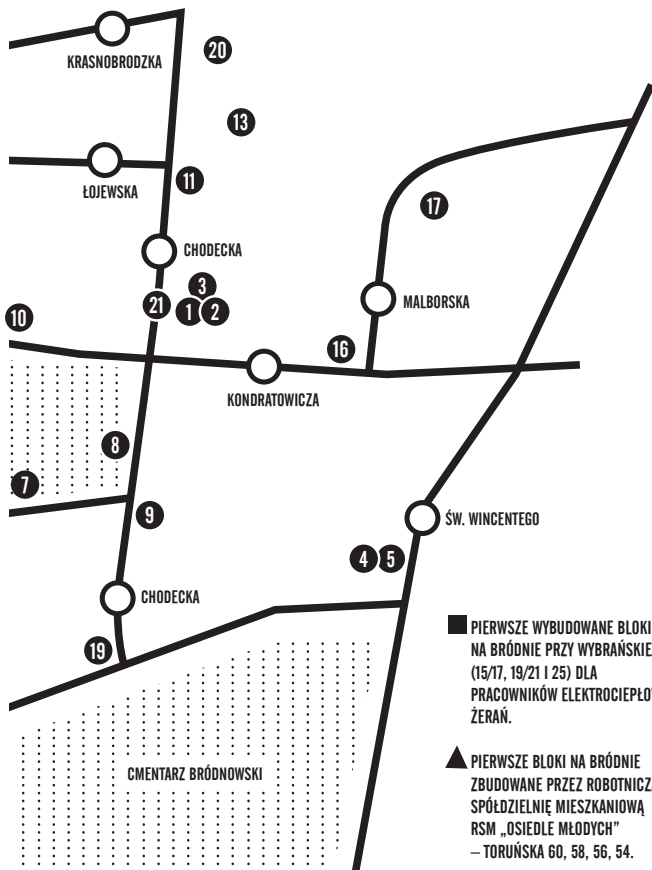 KRASNOBRODZKA
20
13
ŁOJEWSKA
11
17
CHODECKA
3
21
1 2
MALBORSKA
10
16
KONDRATOWICZA
8
7
9
ŚW. WINCENTEGO
4 5
CHODECKA
19
PIERWSZE WYBUDOWANE BLOKI
NA BRÓDNIE PRZY WYBRAŃSKIE
(15/17, 19/21 I 25) DLA
PRACOWNIKÓW
ŻERAŃ.
CMENTARZ BRÓDNOWSKI
PIERWSZE BLOKI NA BRÓDNIE
ZBUDOWANE PRZEZ ROBOTNICZ
SPÓŁDZIELNIĘ MIESZKANIOWĄ
RSM „OSIEDLE MŁODYCH”
– TORUŃSKA 60, 58, 56, 54.